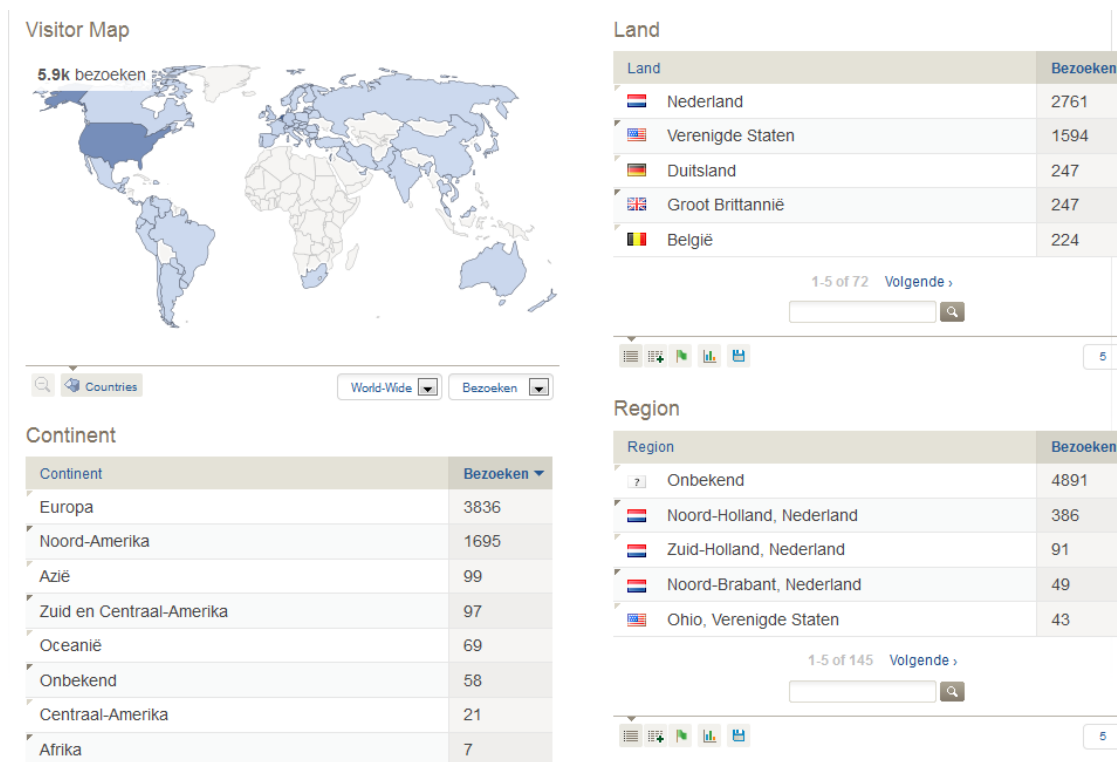 Visitor Map
5.9k bezoeken
Countries
World-Wide
Bezoeken
Continent
Continent Bezoeken
Europa 3836
Noord-Amerika 1695
Azië 99
Zuid en Centraal-Amerika 97
Oceanië 69
Onbekend 58
Centraal-Amerika 21
Afrika 7
Land
Land Bezoeken
Nederland 2761
Verenigde Staten 1594
Duitsland 247
Groot Brittannië 247
België 224
1-5 of 72 Volgende ›
5
Region
Region Bezoeken
? Onbekend 4891
Noord-Holland, Nederland 386
Zuid-Holland, Nederland 91
Noord-Brabant, Nederland 49
Ohio, Verenigde Staten 43
1-5 of 145 Volgende ›
5